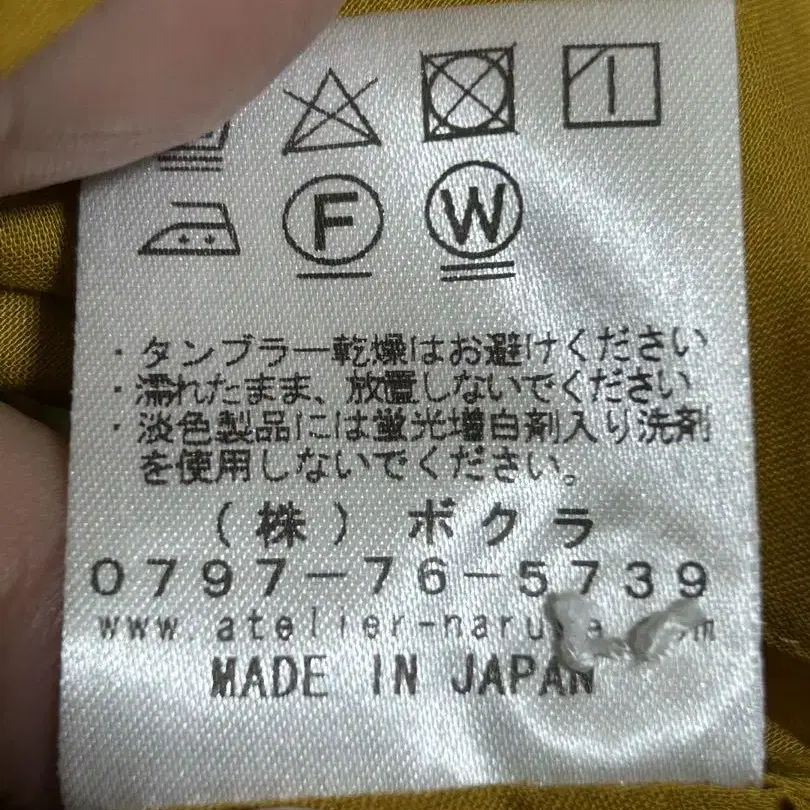 F W
・タンブラー乾燥はお避けください
・濡れたまま、放置しないでください
・淡色製品には蛍光増白剤入り洗剤
を使用しないでください。
（株）ボクラ
0797-76-5739
MADE IN JAPAN